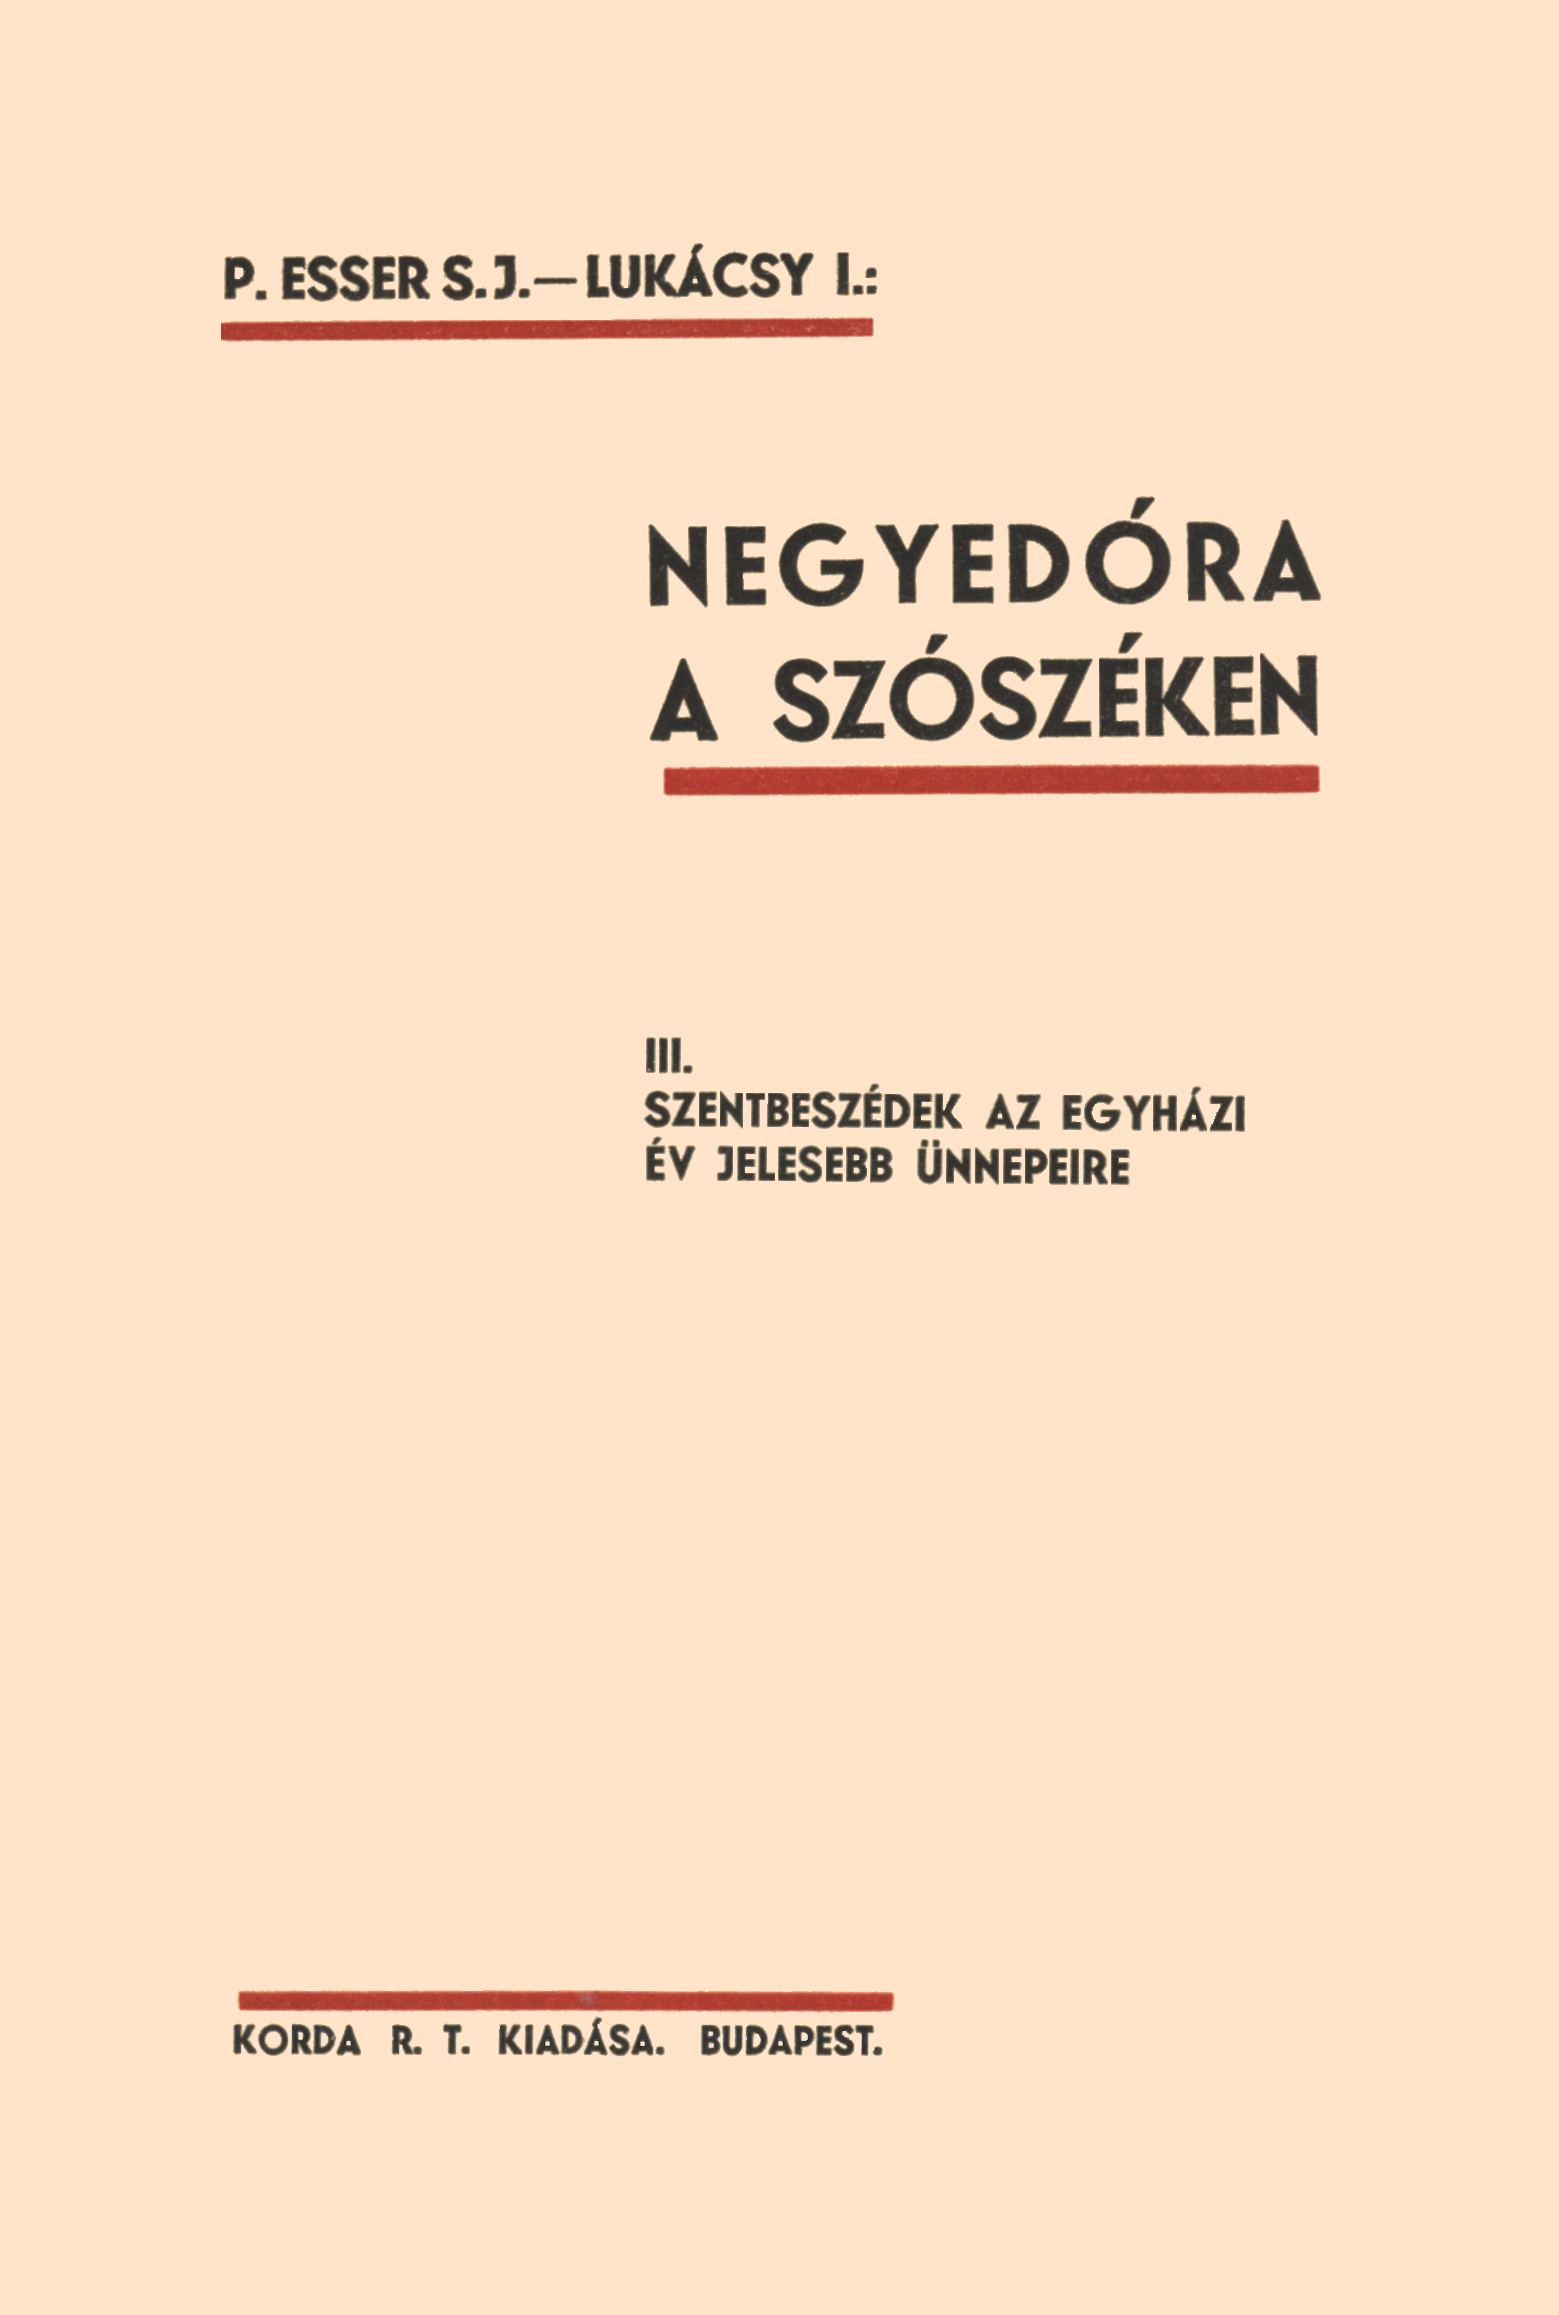 P. ESSER S. J.—LUKÁCSY I.:
NEGYEDÓRA
A SZÓSZÉKEN
III.
SZENTBESZÉDEK AZ EGYHÁZI
ÉV JELESEBB ÜNNEPEIRE
KORDA R. T. KIADÁSA. BUDAPEST.